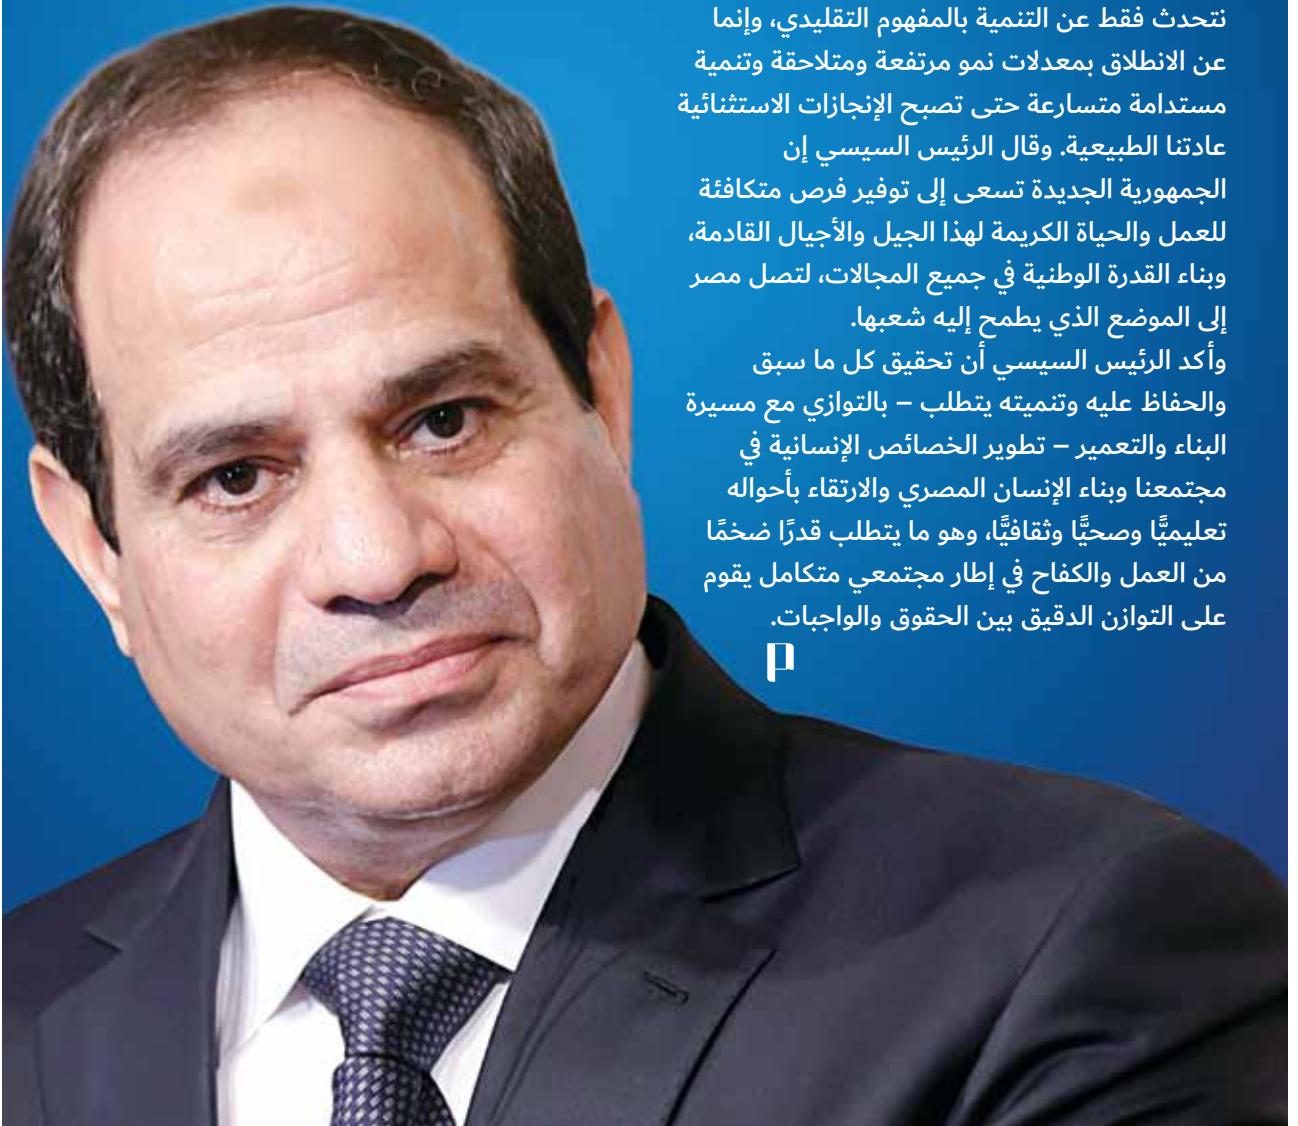 نتحدث فقط عن التنمية بالمفهوم التقليدي، وإنما
عن الانطلاق بمعدلات نمو مرتفعة ومتلاحقة وتنمية
مستدامة متسارعة حتى تصبح الإنجازات الاستثنائية
عادتنا الطبيعية. وقال الرئيس السيسي إن
الجمهورية الجديدة تسعى إلى توفير فرص متكافئة
للعمل والحياة الكريمة لهذا الجيل والأجيال القادمة،
وبناء القدرة الوطنية في جميع المجالات، لتصل مصر
إلى الموضع الذي يطمح إليه شعبها.
وأكد الرئيس السيسي أن تحقيق كل ما سبق
والحفاظ عليه وتنميته يتطلب – بالتوازي مع مسيرة
البناء والتعمير – تطوير الخصائص الإنسانية في
مجتمعنا وبناء الإنسان المصري والارتقاء بأحواله
تعليميًّا وصحيًّا وثقافيًّا، وهو ما يتطلب قدرًا ضخمًا
من العمل والكفاح في إطار مجتمعي متكامل يقوم
على التوازن الدقيق بين الحقوق والواجبات.